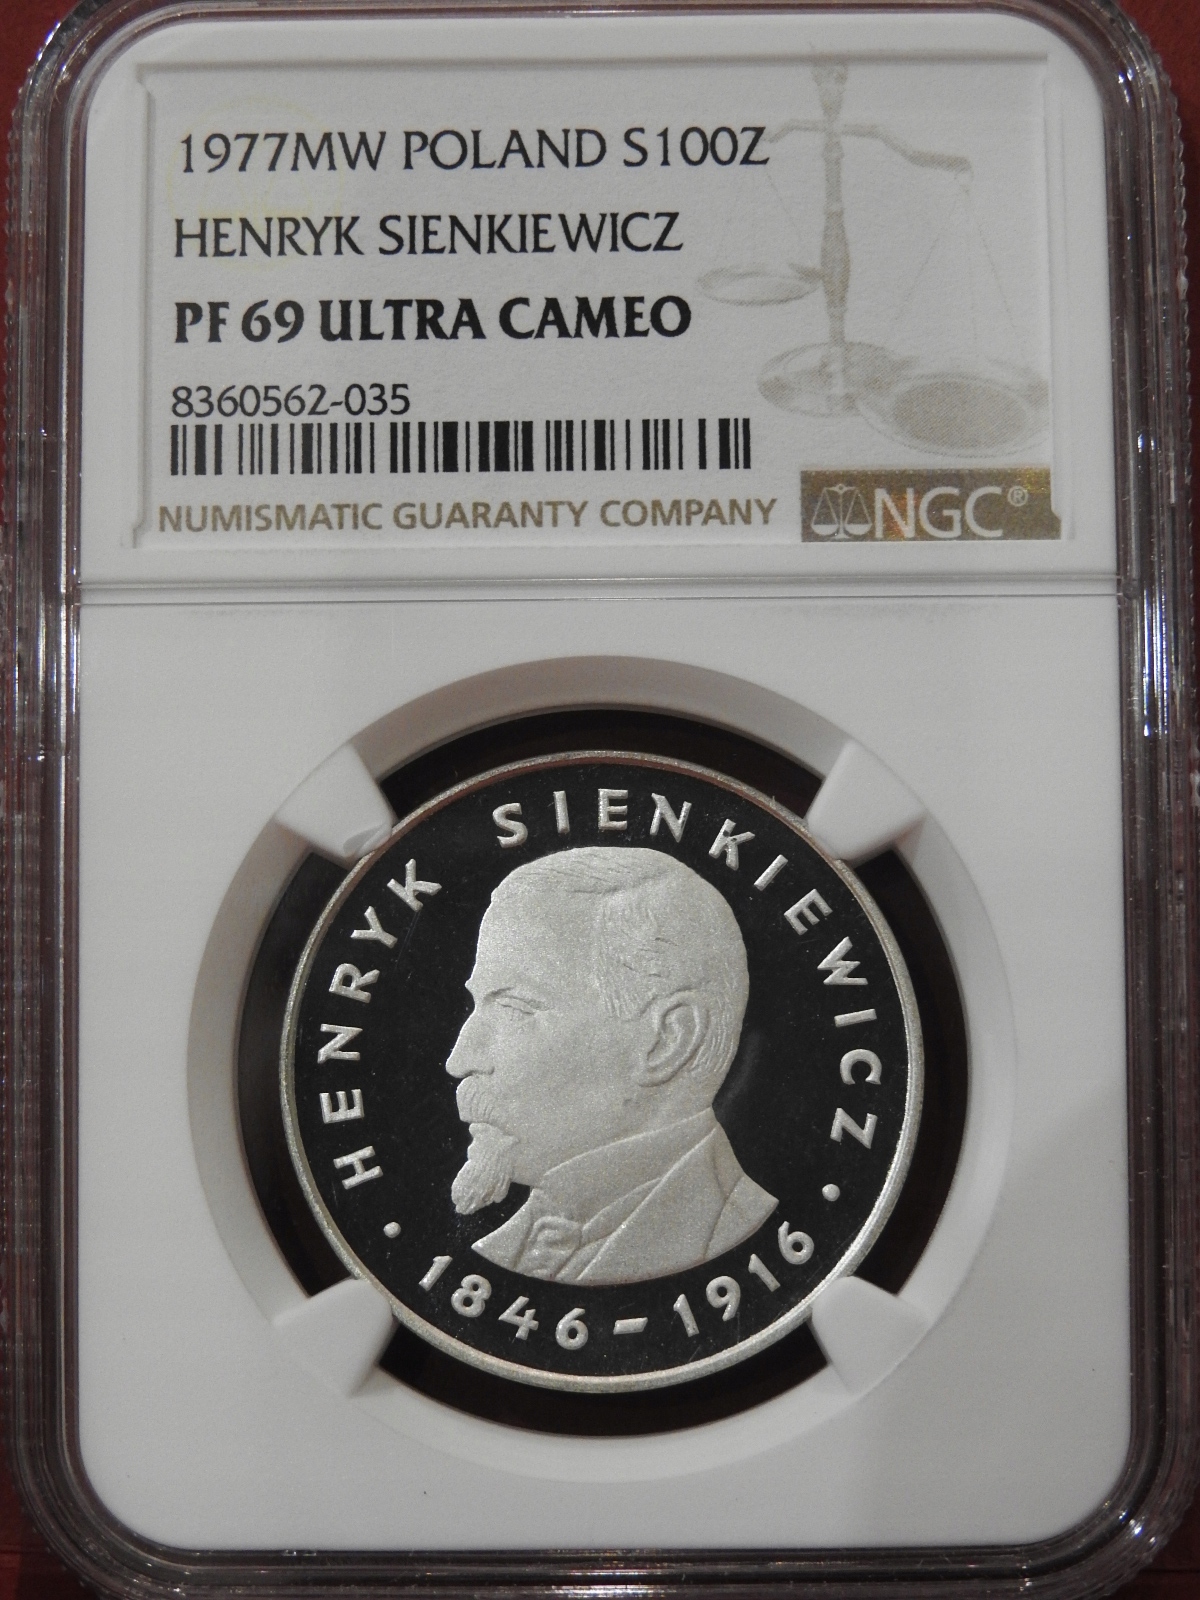 1977MW POLAND S100Z
HENRYK SIENKIEWICZ
PF 69 ULTRA CAMEO
8360562-035
NUMISMATIC GUARANTY COMPANY
NGC®
HENRYK SIENKIEWICZ
· 1846-1916 ·